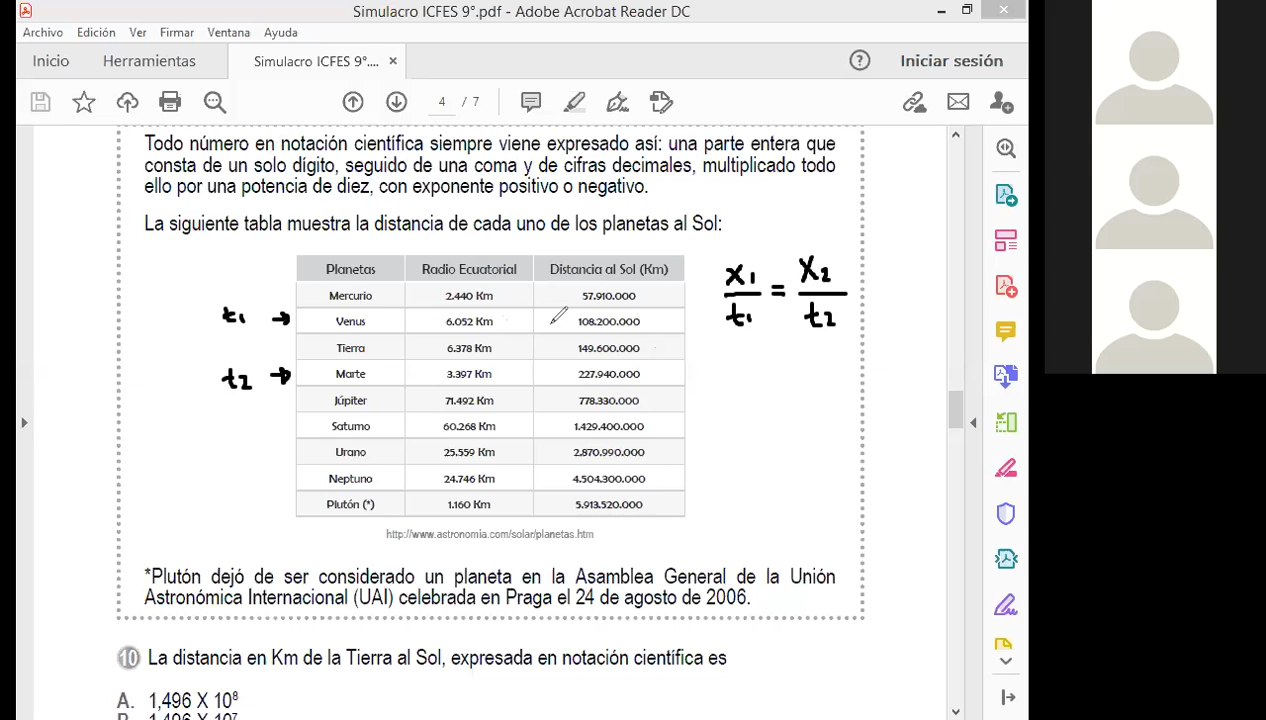 Simulacro ICFES 9°.pdf - Adobe Acrobat Reader DC
Archivo Edición Ver Firmar Ventana Ayuda
Inicio Herramientas Simulacro ICFES 9°.... × ? Iniciar sesión
4 / 7
Todo número en notación científica siempre viene expresado así: una parte entera que
consta de un solo dígito, seguido de una coma y de cifras decimales, multiplicado todo
ello por una potencia de diez, con exponente positivo o negativo.
La siguiente tabla muestra la distancia de cada uno de los planetas al Sol:
Planetas Radio Ecuatorial Distancia al Sol (Km)
Mercurio 2.440 Km 57.910.000
Venus 6.052 Km 108.200.000
Tierra 6.378 Km 149.600.000
Marte 3.397 Km 227.940.000
Júpiter 71.492 Km 778.330.000
Saturno 60.268 Km 1.429.400.000
Urano 25.559 Km 2.870.990.000
Neptuno 24.746 Km 4.504.300.000
Plutón (*) 1.160 Km 5.913.520.000
t1 →
t2 →
x1/t1 = x2/t2
http://www.astronomia.com/solar/planetas.htm
*Plutón dejó de ser considerado un planeta en la Asamblea General de la Unión
Astronómica Internacional (UAI) celebrada en Praga el 24 de agosto de 2006.
10 La distancia en Km de la Tierra al Sol, expresada en notación científica es
A. 1,496 X 10⁸
B. 1,496 X 10⁷